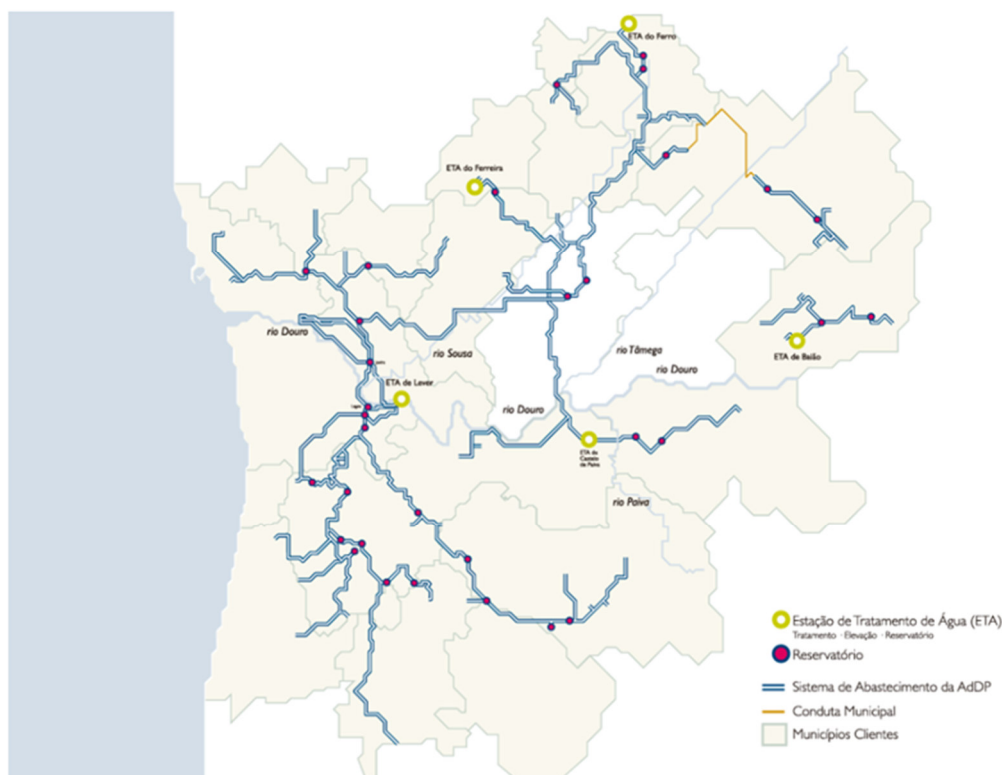 ETA do Ferro
ETA do Ferreira
rio Douro
rio Sousa
rio Tâmega
ETA de Baião
rio Douro
ETA de Lever
rio Douro
ETA de
Castelo
de Paiva
rio Paiva
Estação de Tratamento de Água (ETA)
Tratamento · Elevação · Reservatório
Reservatório
Sistema de Abastecimento da AdDP
Conduta Municipal
Municípios Clientes